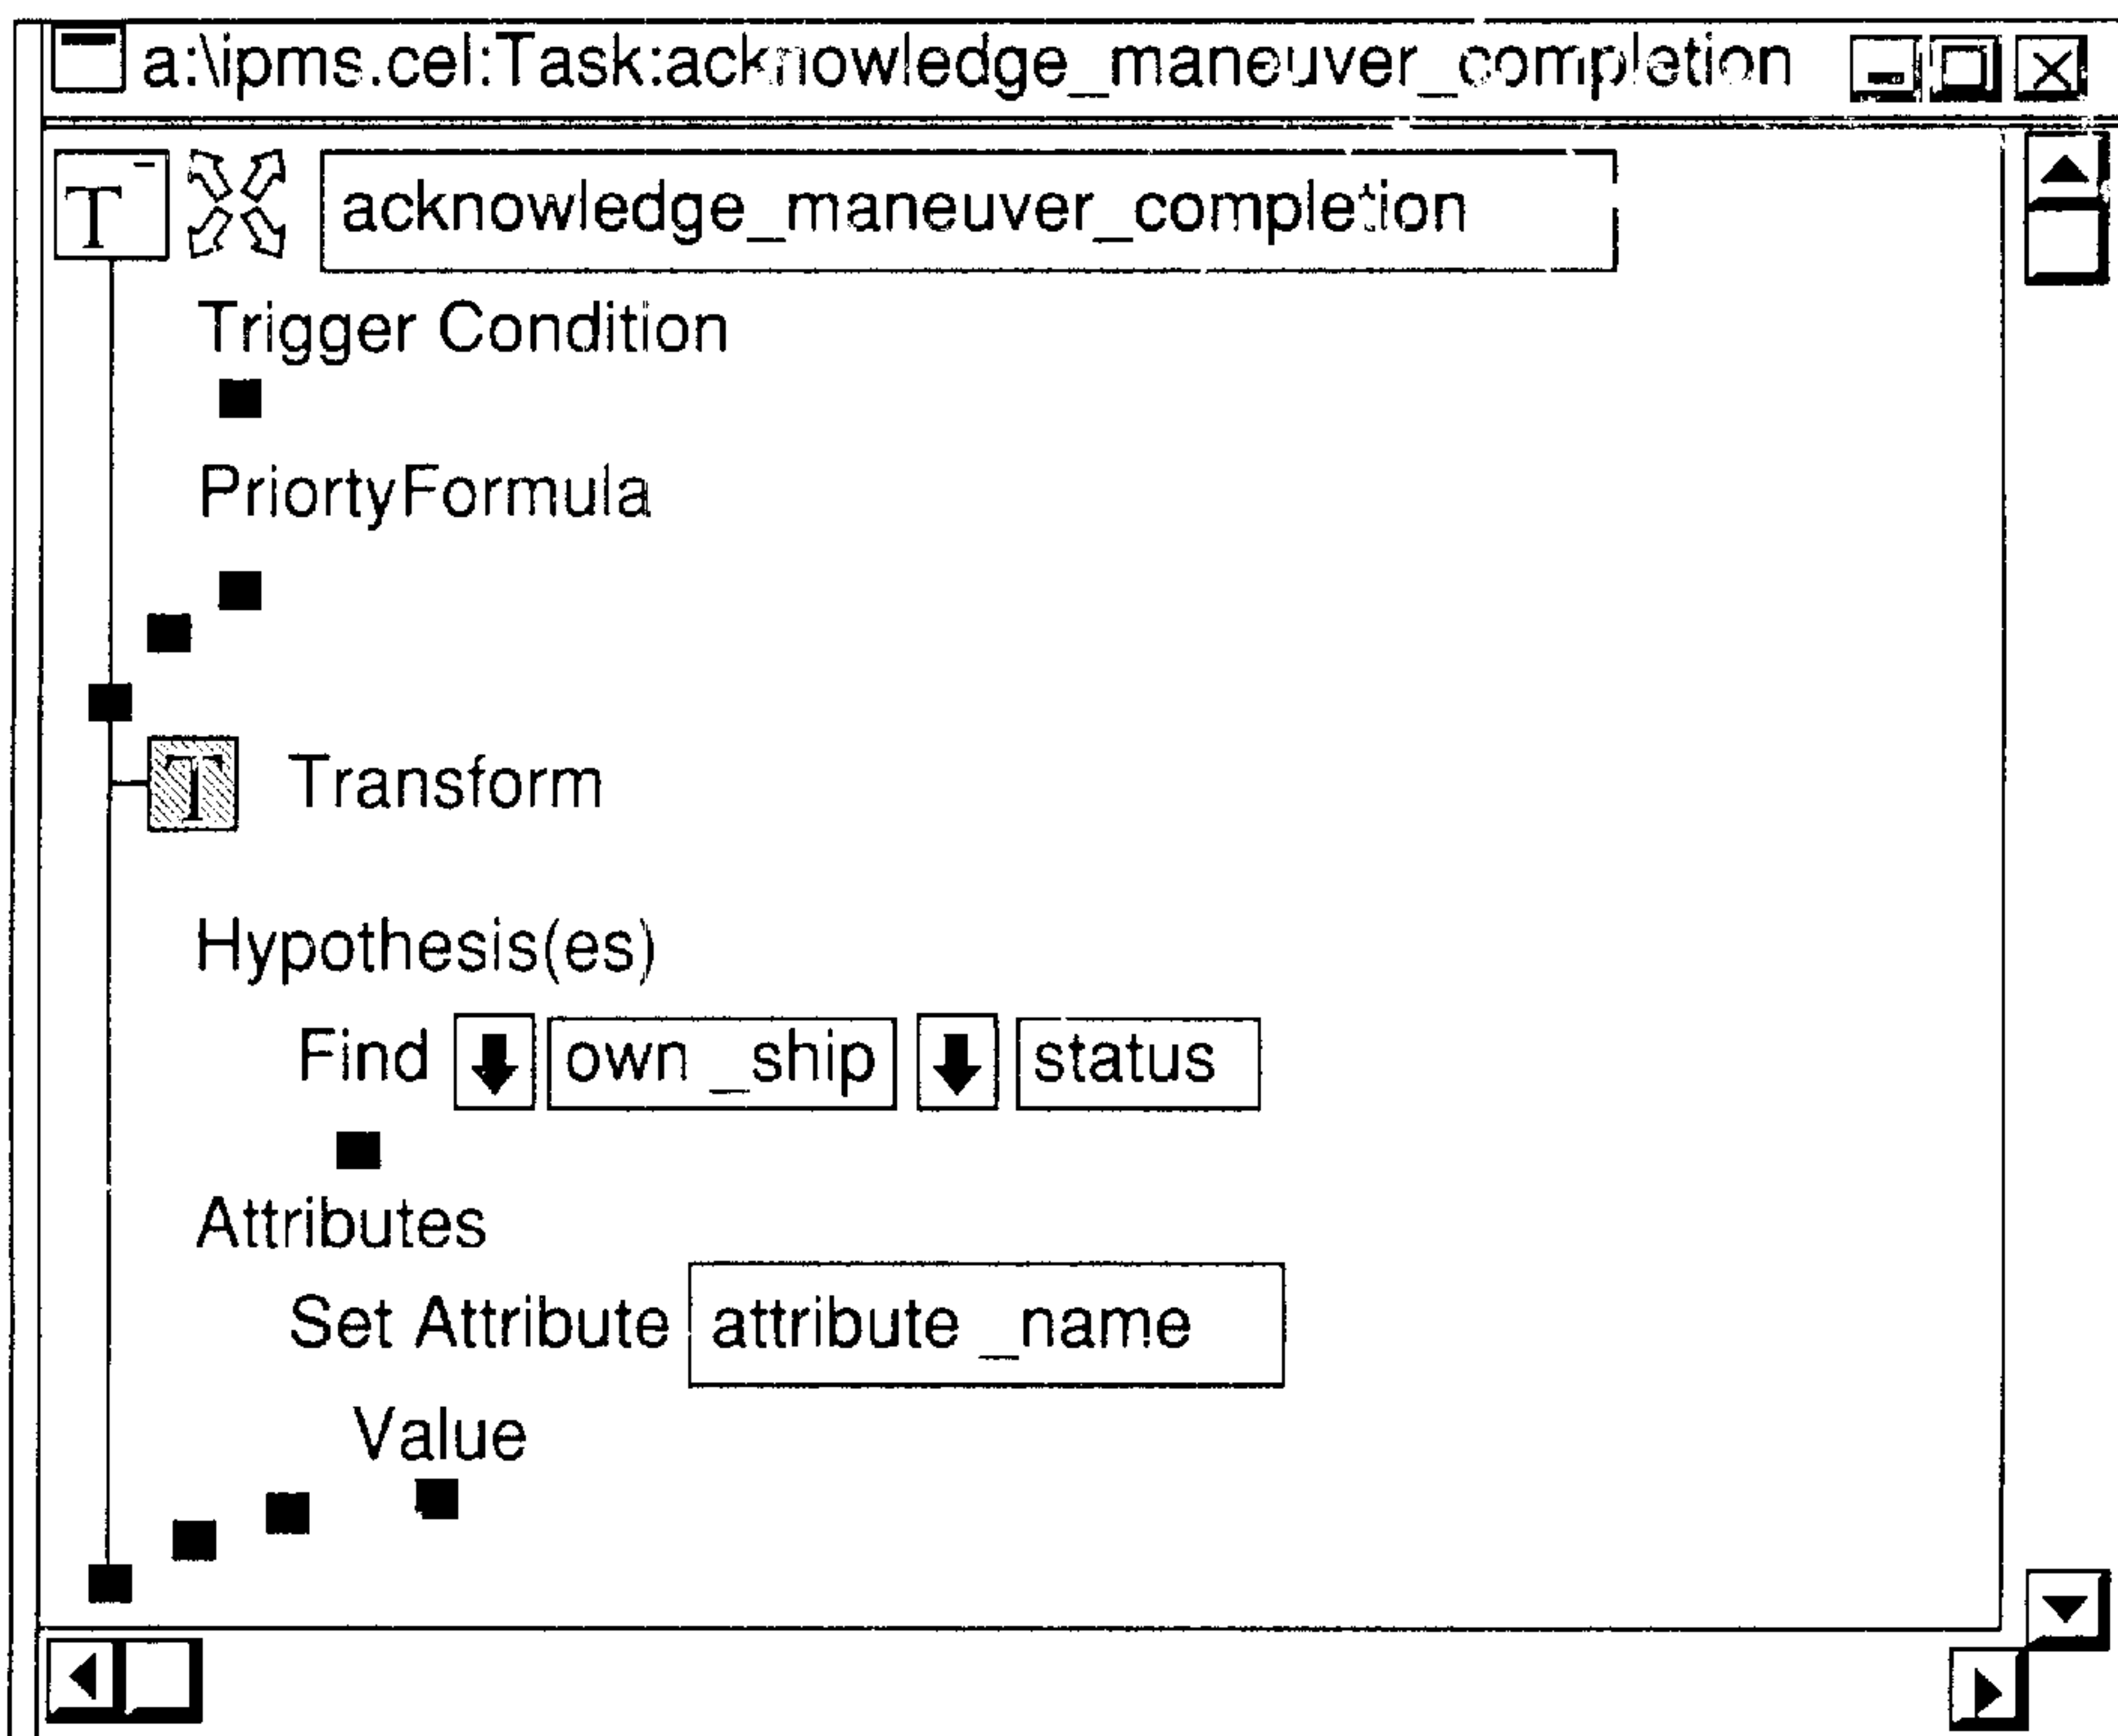 a:\ipms.cel:Task:acknowledge_maneuver_completion
T acknowledge_maneuver_completion
Trigger Condition
PriortyFormula
T Transform
Hypothesis(es)
Find own _ship status
Attributes
Set Attribute attribute _name
Value